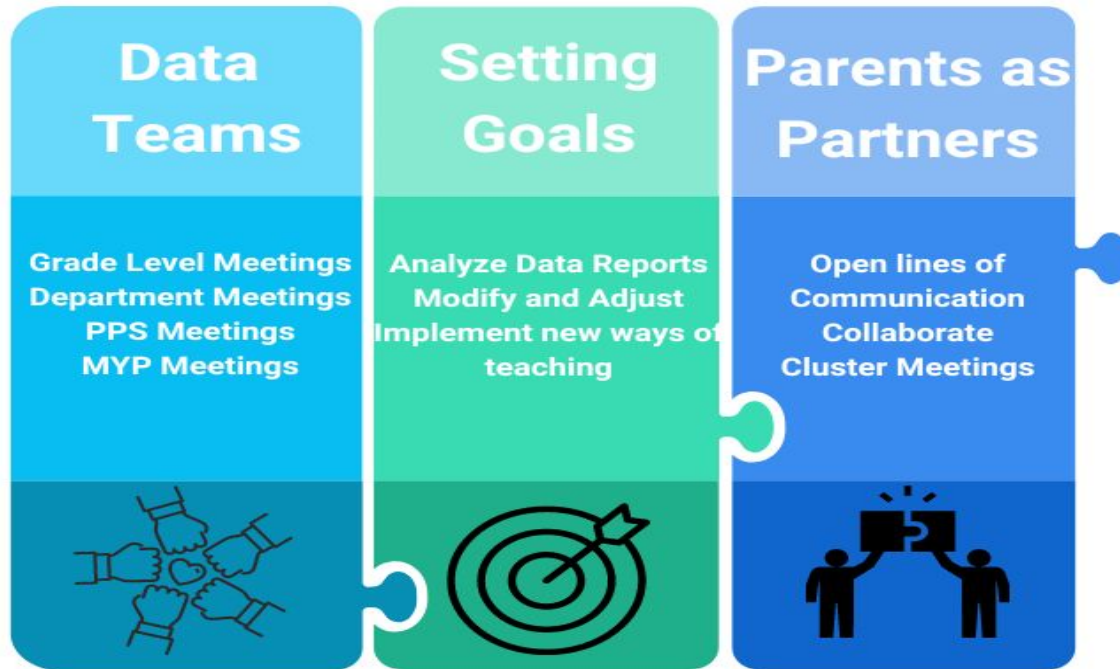 Data
Teams
Grade Level Meetings
Department Meetings
PPS Meetings
MYP Meetings
Setting
Goals
Analyze Data Reports
Modify and Adjust
Implement new ways of
teaching
Parents as
Partners
Open lines of
Communication
Collaborate
Cluster Meetings